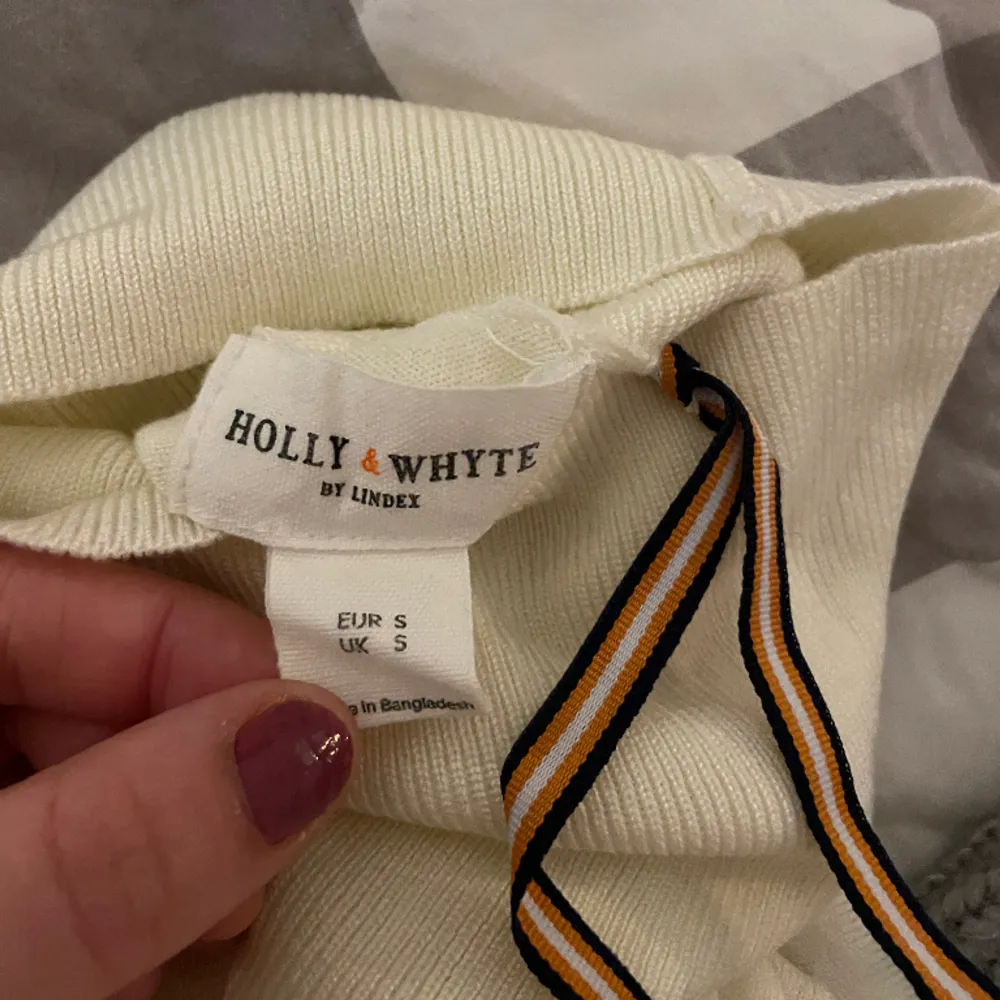 HOLLY & WHYTE
BY LINDEX
EUR S
UK S
in Bangladesh